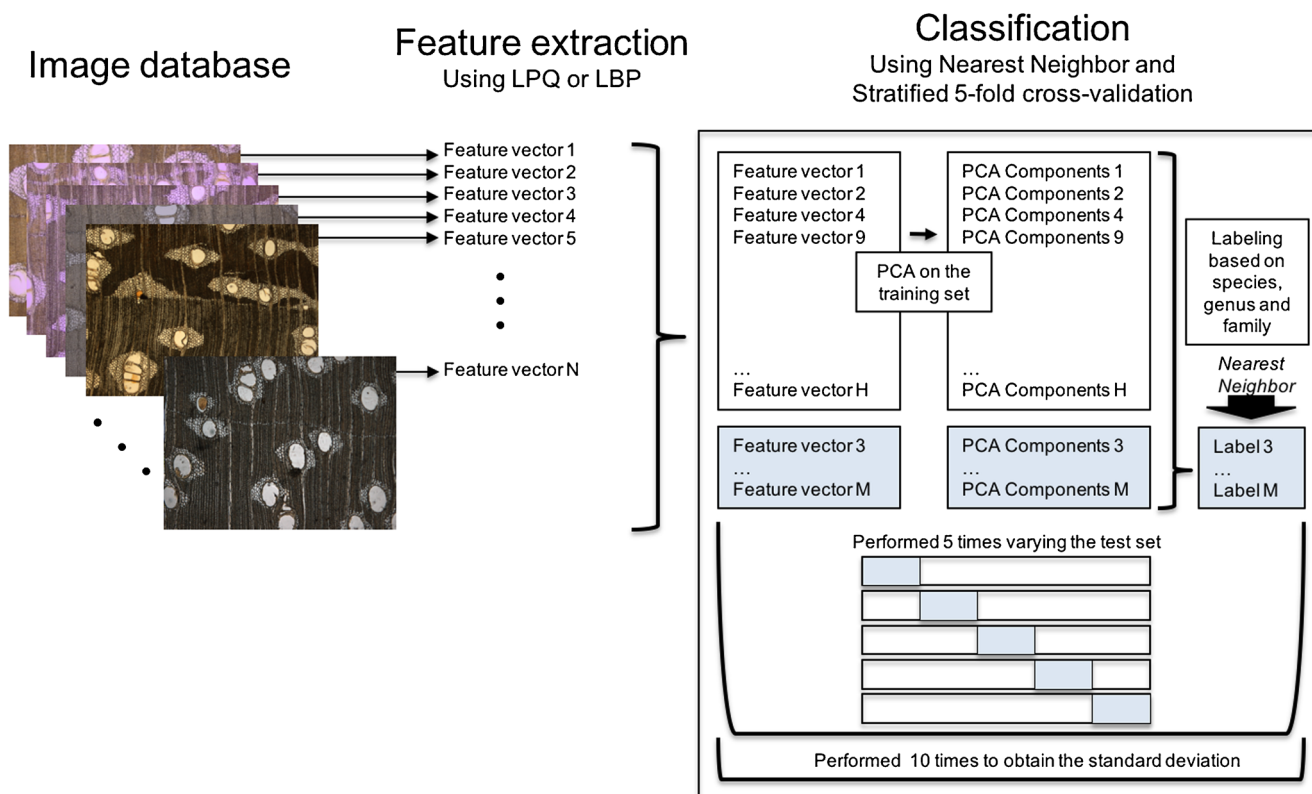 Image database
Feature extraction
Using LPQ or LBP
Classification
Using Nearest Neighbor and
Stratified 5-fold cross-validation
Feature vector 1
Feature vector 2
Feature vector 3
Feature vector 4
Feature vector 5
Feature vector N
Feature vector 1
Feature vector 2
Feature vector 4
Feature vector 9
...
Feature vector H
PCA on the
training set
PCA Components 1
PCA Components 2
PCA Components 4
PCA Components 9
...
PCA Components H
Labeling
based on
species,
genus and
family
Nearest
Neighbor
Feature vector 3
...
Feature vector M
PCA Components 3
...
PCA Components M
Label 3
...
Label M
Performed 5 times varying the test set
Performed 10 times to obtain the standard deviation